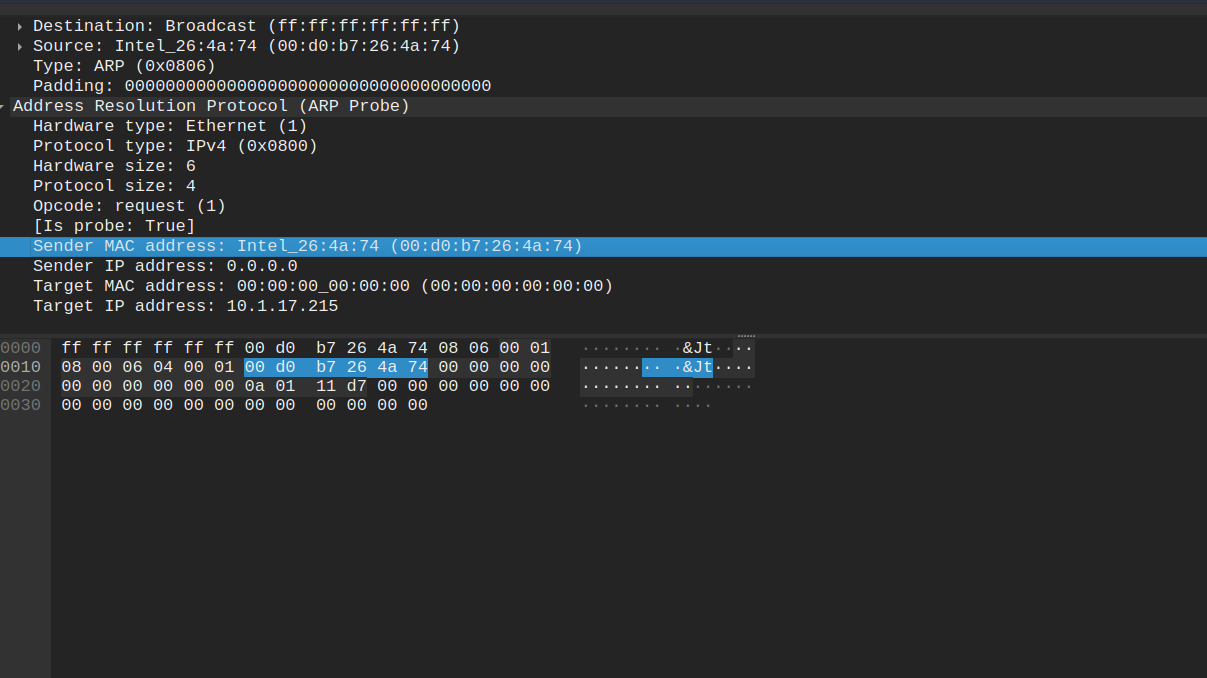 Destination: Broadcast (ff:ff:ff:ff:ff:ff)
Source: Intel_26:4a:74 (00:d0:b7:26:4a:74)
Type: ARP (0x0806)
Padding: 000000000000000000000000000000000000
Address Resolution Protocol (ARP Probe)
Hardware type: Ethernet (1)
Protocol type: IPv4 (0x0800)
Hardware size: 6
Protocol size: 4
Opcode: request (1)
[Is probe: True]
Sender MAC address: Intel_26:4a:74 (00:d0:b7:26:4a:74)
Sender IP address: 0.0.0.0
Target MAC address: 00:00:00_00:00:00 (00:00:00:00:00:00)
Target IP address: 10.1.17.215
0000 ff ff ff ff ff ff 00 d0 b7 26 4a 74 08 06 00 01 ········ ·&Jt····
0010 08 00 06 04 00 01 00 d0 b7 26 4a 74 00 00 00 00 ········ ·&Jt····
0020 00 00 00 00 00 00 0a 01 11 d7 00 00 00 00 00 00 ········ ········
0030 00 00 00 00 00 00 00 00 00 00 00 00 ········ ····